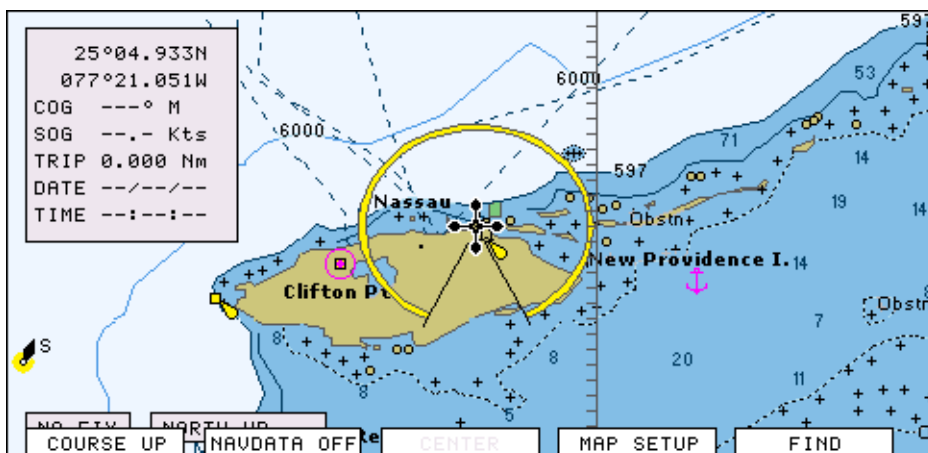 25°04.933N
077°21.051W
COG ---° M
SOG --.- Kts
TRIP 0.000 Nm
DATE --/--/--
TIME --:--:--
597
53
6000
6000
71
14
597
Nassau
19
Obstn
New Providence I.
14
Clifton Pt
Obstn
7
S
8
8
20
8
11
5
COURSE UP
NAVDATA OFF
CENTER
MAP SETUP
FIND